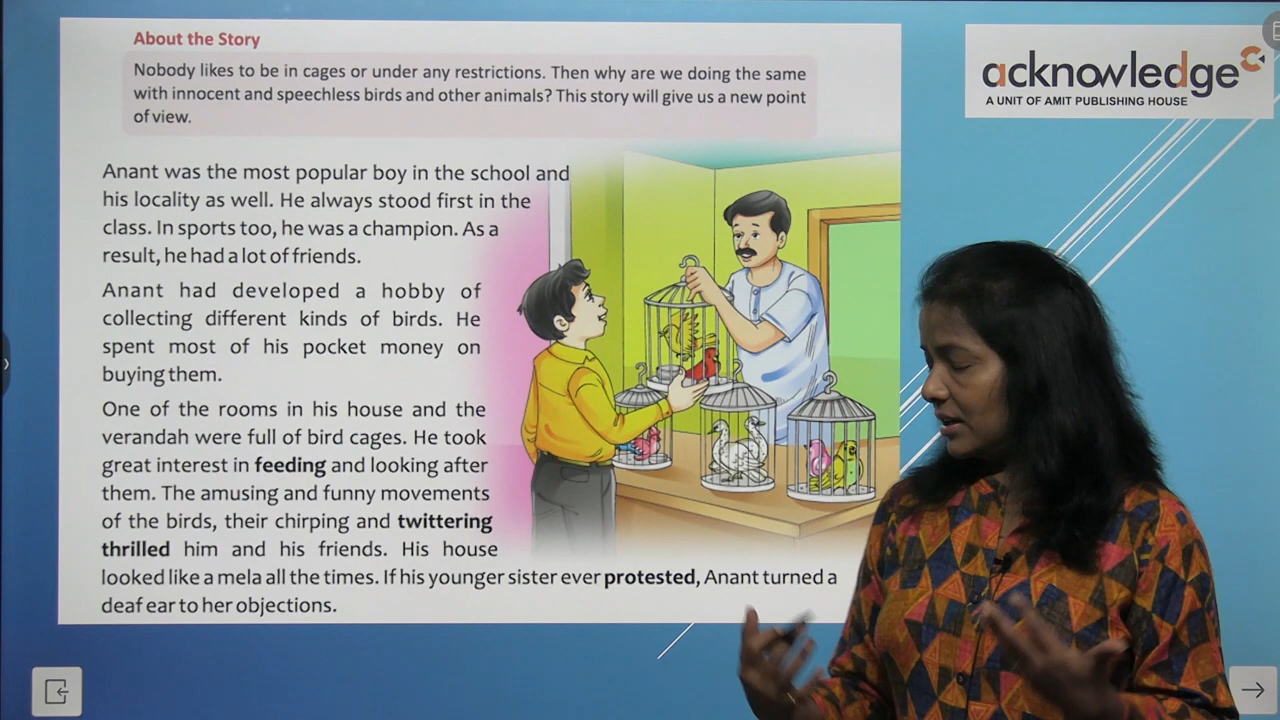 About the Story
Nobody likes to be in cages or under any restrictions. Then why are we doing the same
with innocent and speechless birds and other animals? This story will give us a new point
of view.
Anant was the most popular boy in the school and
his locality as well. He always stood first in the
class. In sports too, he was a champion. As a
result, he had a lot of friends.
Anant had developed a hobby of
collecting different kinds of birds. He
spent most of his pocket money on
buying them.
One of the rooms in his house and the
verandah were full of bird cages. He took
great interest in feeding and looking after
them. The amusing and funny movements
of the birds, their chirping and twittering
thrilled him and his friends. His house
looked like a mela all the times. If his younger sister ever protested, Anant turned a
deaf ear to her objections.
acknowledge
A UNIT OF AMIT PUBLISHING HOUSE